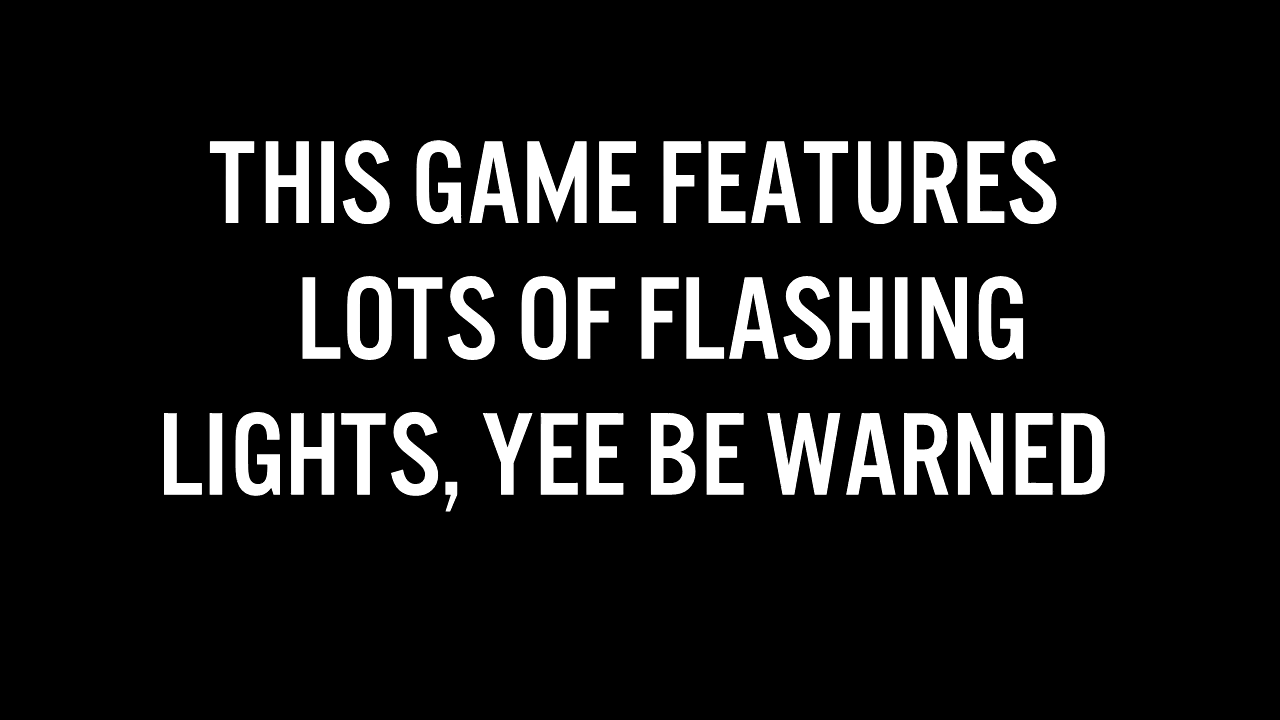 THIS GAME FEATURES
LOTS OF FLASHING
LIGHTS, YEE BE WARNED